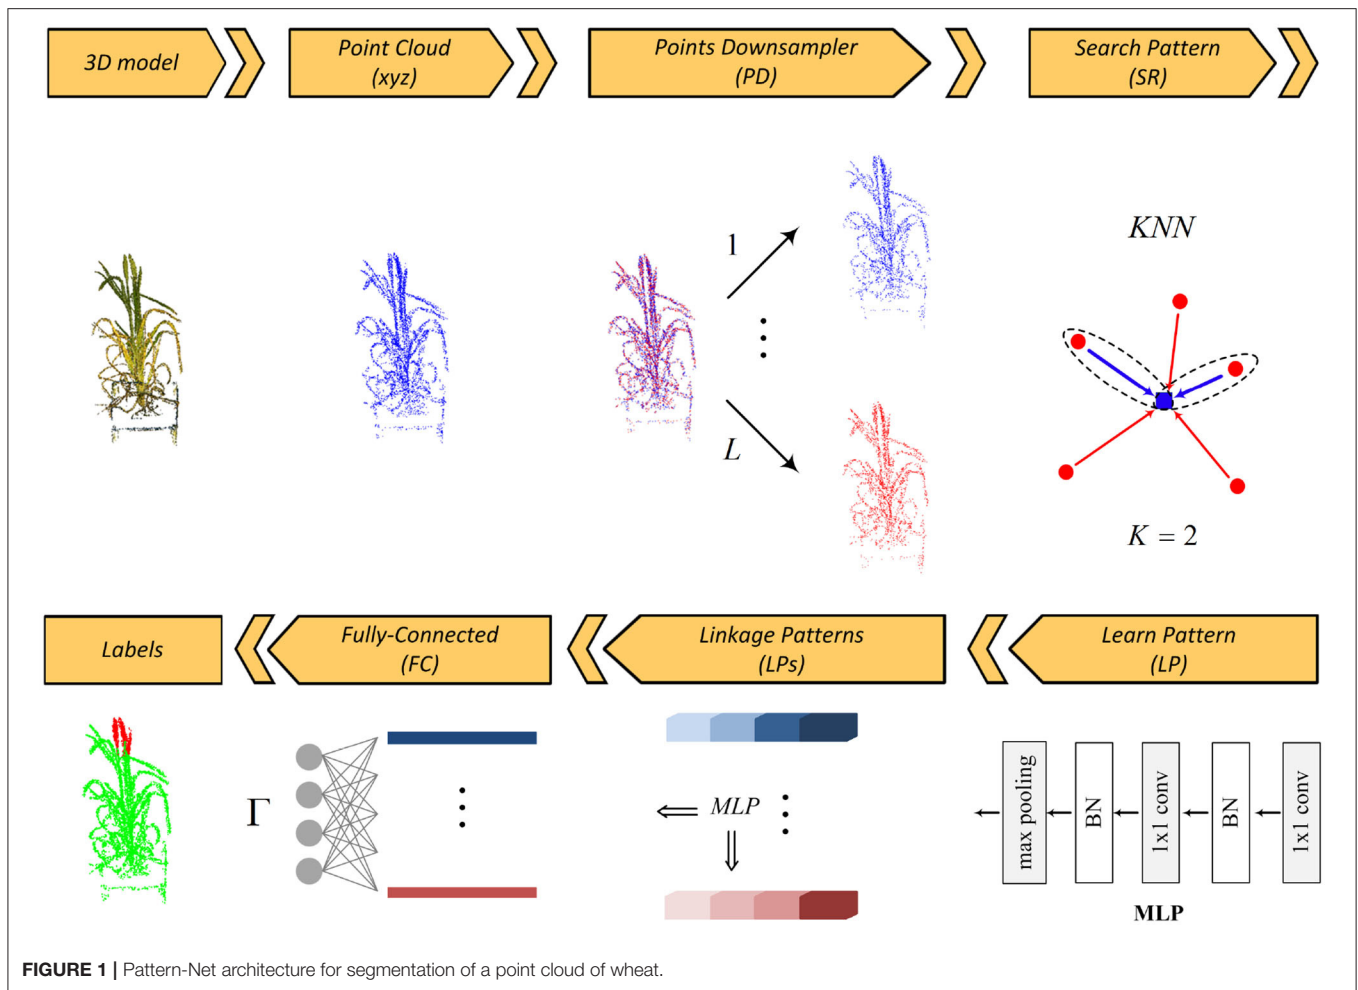 3D model
Point Cloud
(xyz)
Points Downsampler
(PD)
Search Pattern
(SR)
1
L
KNN
K = 2
Labels
Fully-Connected
(FC)
Linkage Patterns
(LPs)
Learn Pattern
(LP)
Γ
MLP
max pooling
BN
1x1 conv
BN
1x1 conv
MLP
FIGURE 1 | Pattern-Net architecture for segmentation of a point cloud of wheat.